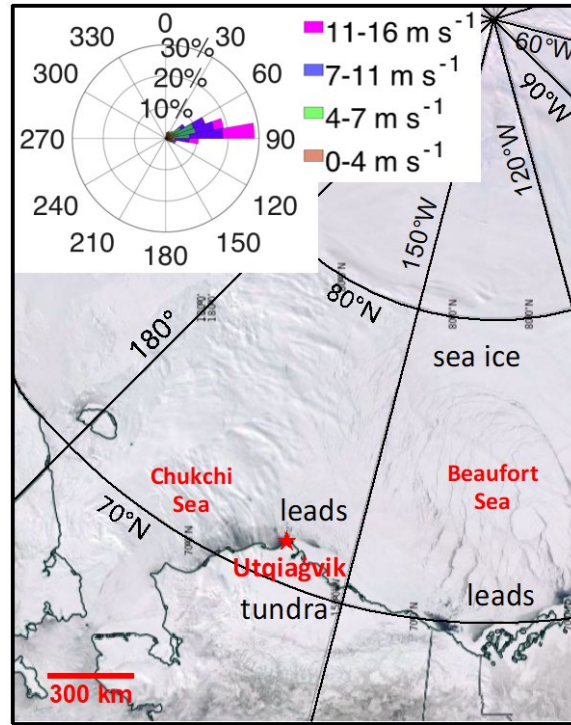 0
330
30%
30
300
20%
60
10%
270
90
240
120
210
150
180
11-16 m s⁻¹
7-11 m s⁻¹
4-7 m s⁻¹
0-4 m s⁻¹
60°W
90°W
120°W
150°W
180°
80°N
sea ice
Chukchi
Sea
Beaufort
Sea
70°N
leads
Utqiaġvik
tundra
leads
300 km